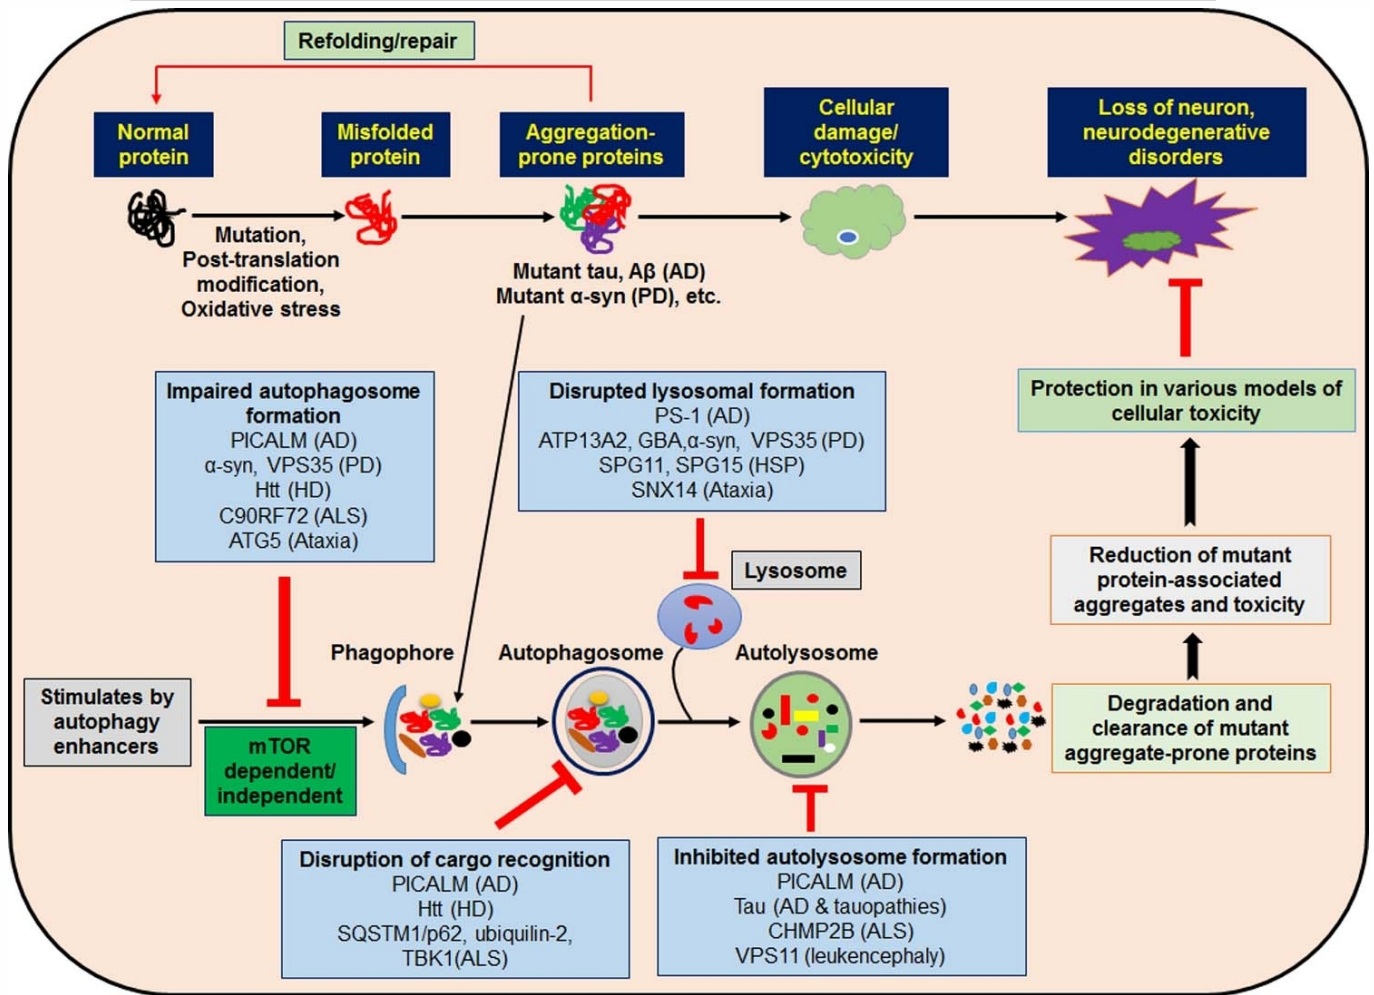 Refolding/repair
Normal
protein
Misfolded
protein
Aggregation-
prone proteins
Cellular
damage/
cytotoxicity
Loss of neuron,
neurodegenerative
disorders
Mutation,
Post-translation
modification,
Oxidative stress
Mutant tau, Aβ (AD)
Mutant α-syn (PD), etc.
Impaired autophagosome
formation
PICALM (AD)
α-syn, VPS35 (PD)
Htt (HD)
C90RF72 (ALS)
ATG5 (Ataxia)
Disrupted lysosomal formation
PS-1 (AD)
ATP13A2, GBA,α-syn, VPS35 (PD)
SPG11, SPG15 (HSP)
SNX14 (Ataxia)
Protection in various models of
cellular toxicity
Lysosome
Reduction of mutant
protein-associated
aggregates and toxicity
Phagophore
Autophagosome
Autolysosome
Stimulates by
autophagy
enhancers
mTOR
dependent/
independent
Degradation and
clearance of mutant
aggregate-prone proteins
Disruption of cargo recognition
PICALM (AD)
Htt (HD)
SQSTM1/p62, ubiquilin-2,
TBK1(ALS)
Inhibited autolysosome formation
PICALM (AD)
Tau (AD & tauopathies)
CHMP2B (ALS)
VPS11 (leukencephaly)